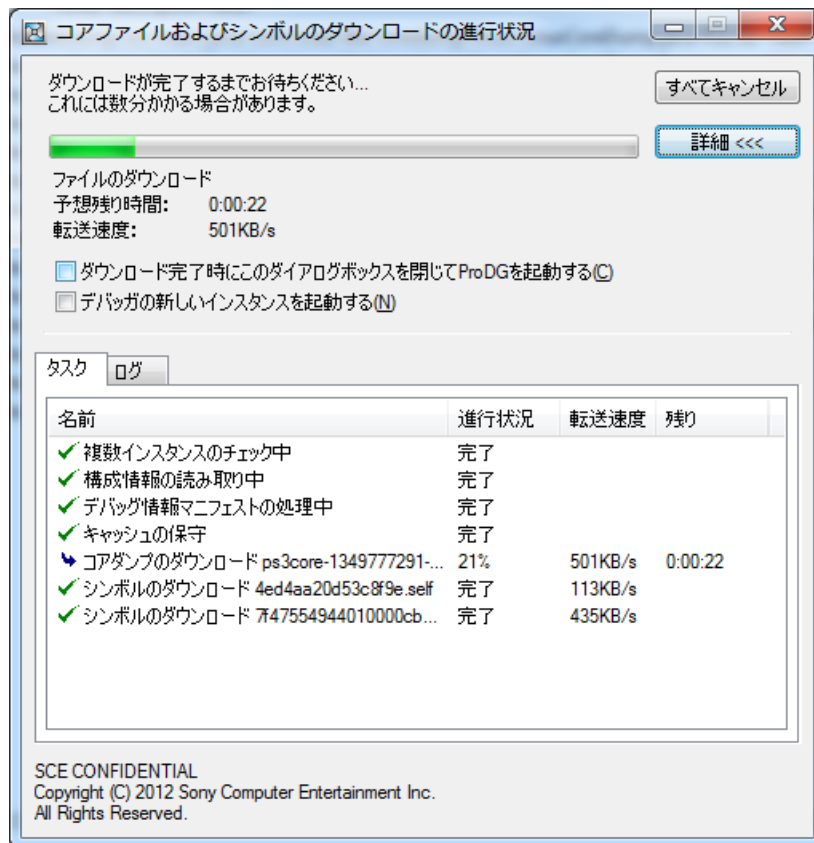 コアファイルおよびシンボルのダウンロードの進行状況
ダウンロードが完了するまでお待ちください...
これには数分かかる場合があります。
すべてキャンセル
詳細 <<<
ファイルのダウンロード
予想残り時間: 0:00:22
転送速度: 501KB/s
ダウンロード完了時にこのダイアログボックスを閉じてProDGを起動する(C)
デバッガの新しいインスタンスを起動する(N)
タスク ログ
名前 進行状況 転送速度 残り
複数インスタンスのチェック中 完了
構成情報の読み取り中 完了
デバッグ情報マニフェストの処理中 完了
キャッシュの保守 完了
コアダンプのダウンロード ps3core-1349777291-... 21% 501KB/s 0:00:22
シンボルのダウンロード 4ed4aa20d53c8f9e.self 完了 113KB/s
シンボルのダウンロード 7f47554944010000cb... 完了 435KB/s
SCE CONFIDENTIAL
Copyright (C) 2012 Sony Computer Entertainment Inc.
All Rights Reserved.